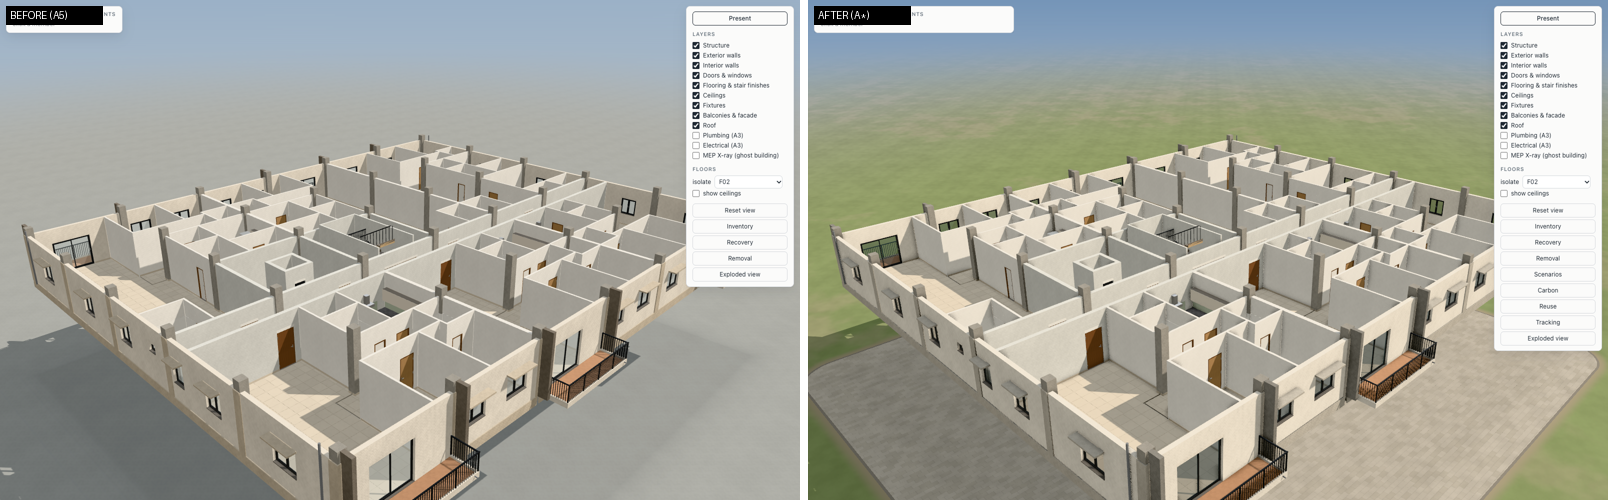 BEFORE (A5)
NTS
Present
LAYERS
Structure
Exterior walls
Interior walls
Doors & windows
Flooring & stair finishes
Ceilings
Fixtures
Balconies & facade
Roof
Plumbing (A3)
Electrical (A3)
MEP X-ray (ghost building)
FLOORS
isolate F02
show ceilings
Reset view
Inventory
Recovery
Removal
Exploded view
AFTER (A*)
NTS
Present
LAYERS
Structure
Exterior walls
Interior walls
Doors & windows
Flooring & stair finishes
Ceilings
Fixtures
Balconies & facade
Roof
Plumbing (A3)
Electrical (A3)
MEP X-ray (ghost building)
FLOORS
isolate F02
show ceilings
Reset view
Inventory
Recovery
Removal
Scenarios
Carbon
Reuse
Tracking
Exploded view